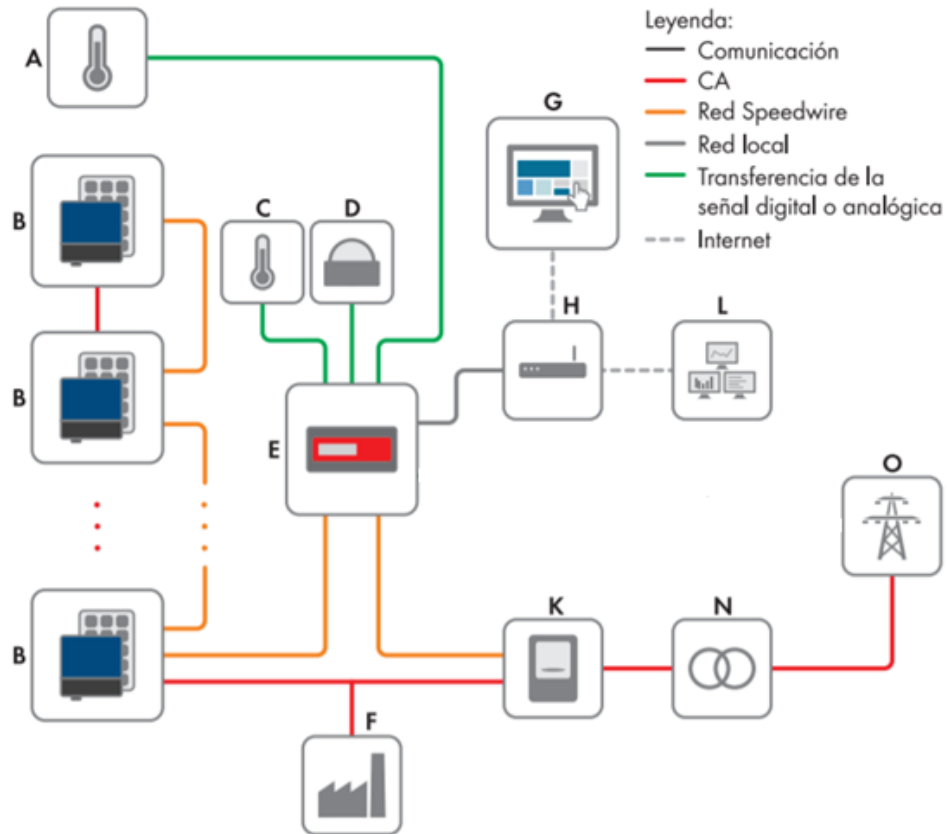 Leyenda:
Comunicación
CA
Red Speedwire
Red local
Transferencia de la
señal digital o analógica
Internet
A
G
B
C
D
H
L
B
E
O
K
N
B
F